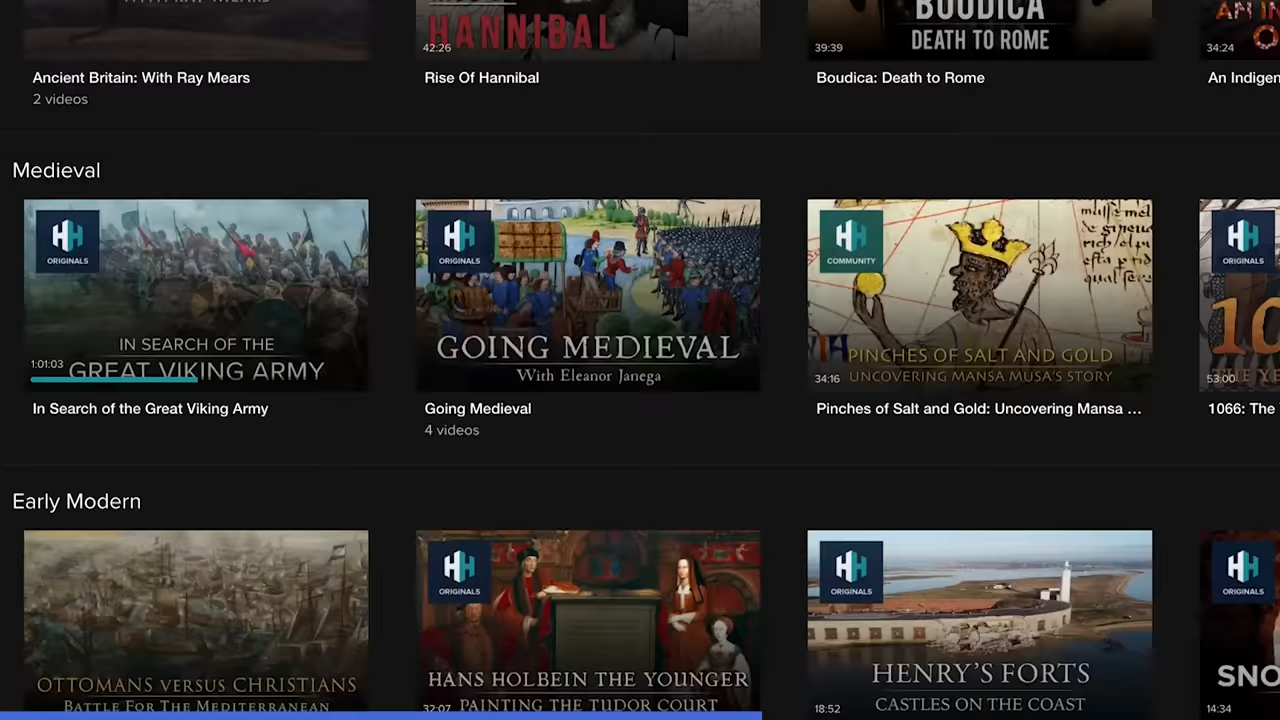 HANNIBAL
42:26
BOUDICA
DEATH TO ROME
39:39
34:24
Ancient Britain: With Ray Mears
2 videos
Rise Of Hannibal
Boudica: Death to Rome
An Indigen
Medieval
ORIGINALS
IN SEARCH OF THE
GREAT VIKING ARMY
1:01:03
In Search of the Great Viking Army
ORIGINALS
GOING MEDIEVAL
With Eleanor Janega
Going Medieval
4 videos
COMMUNITY
PINCHES OF SALT AND GOLD
UNCOVERING MANSA MUSA'S STORY
34:16
Pinches of Salt and Gold: Uncovering Mansa ...
ORIGINALS
10
THE YE
53:00
1066: The
Early Modern
OTTOMANS VERSUS CHRISTIANS
BATTLE FOR THE MEDITERRANEAN
ORIGINALS
HANS HOLBEIN THE YOUNGER
PAINTING THE TUDOR COURT
32:07
ORIGINALS
HENRY'S FORTS
CASTLES ON THE COAST
18:52
ORIGINALS
SNO
14:34